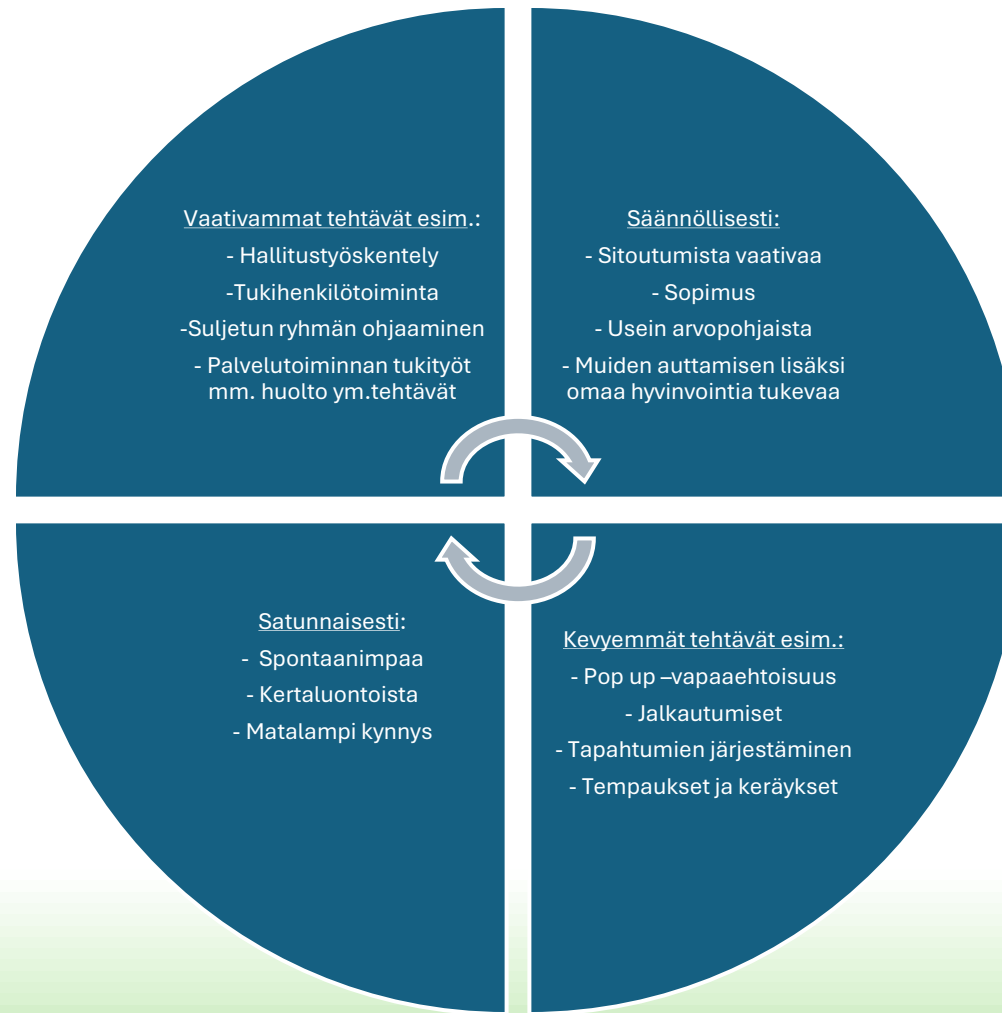 Vaativammat tehtävät esim.:
- Hallitustyöskentely
-Tukihenkilötoiminta
-Suljetun ryhmän ohjaaminen
- Palvelutoiminnan tukityöt
mm. huolto ym.tehtävät
Säännöllisesti:
- Sitoutumista vaativaa
- Sopimus
- Usein arvopohjaista
- Muiden auttamisen lisäksi
omaa hyvinvointia tukevaa
Satunnaisesti:
- Spontaanimpaa
- Kertaluontoista
- Matalampi kynnys
Kevyemmät tehtävät esim.:
- Pop up –vapaaehtoisuus
- Jalkautumiset
- Tapahtumien järjestäminen
- Tempaukset ja keräykset